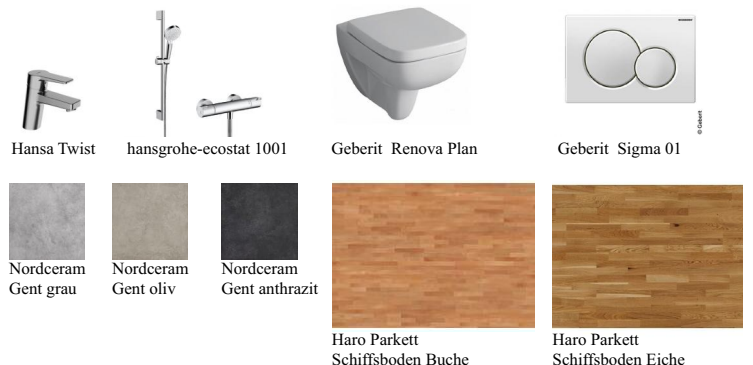 GEBERIT
© Geberit
Hansa Twist
hansgrohe-ecostat 1001
Geberit Renova Plan
Geberit Sigma 01
Nordceram
Gent grau
Nordceram
Gent oliv
Nordceram
Gent anthrazit
Haro Parkett
Schiffsboden Buche
Haro Parkett
Schiffsboden Eiche